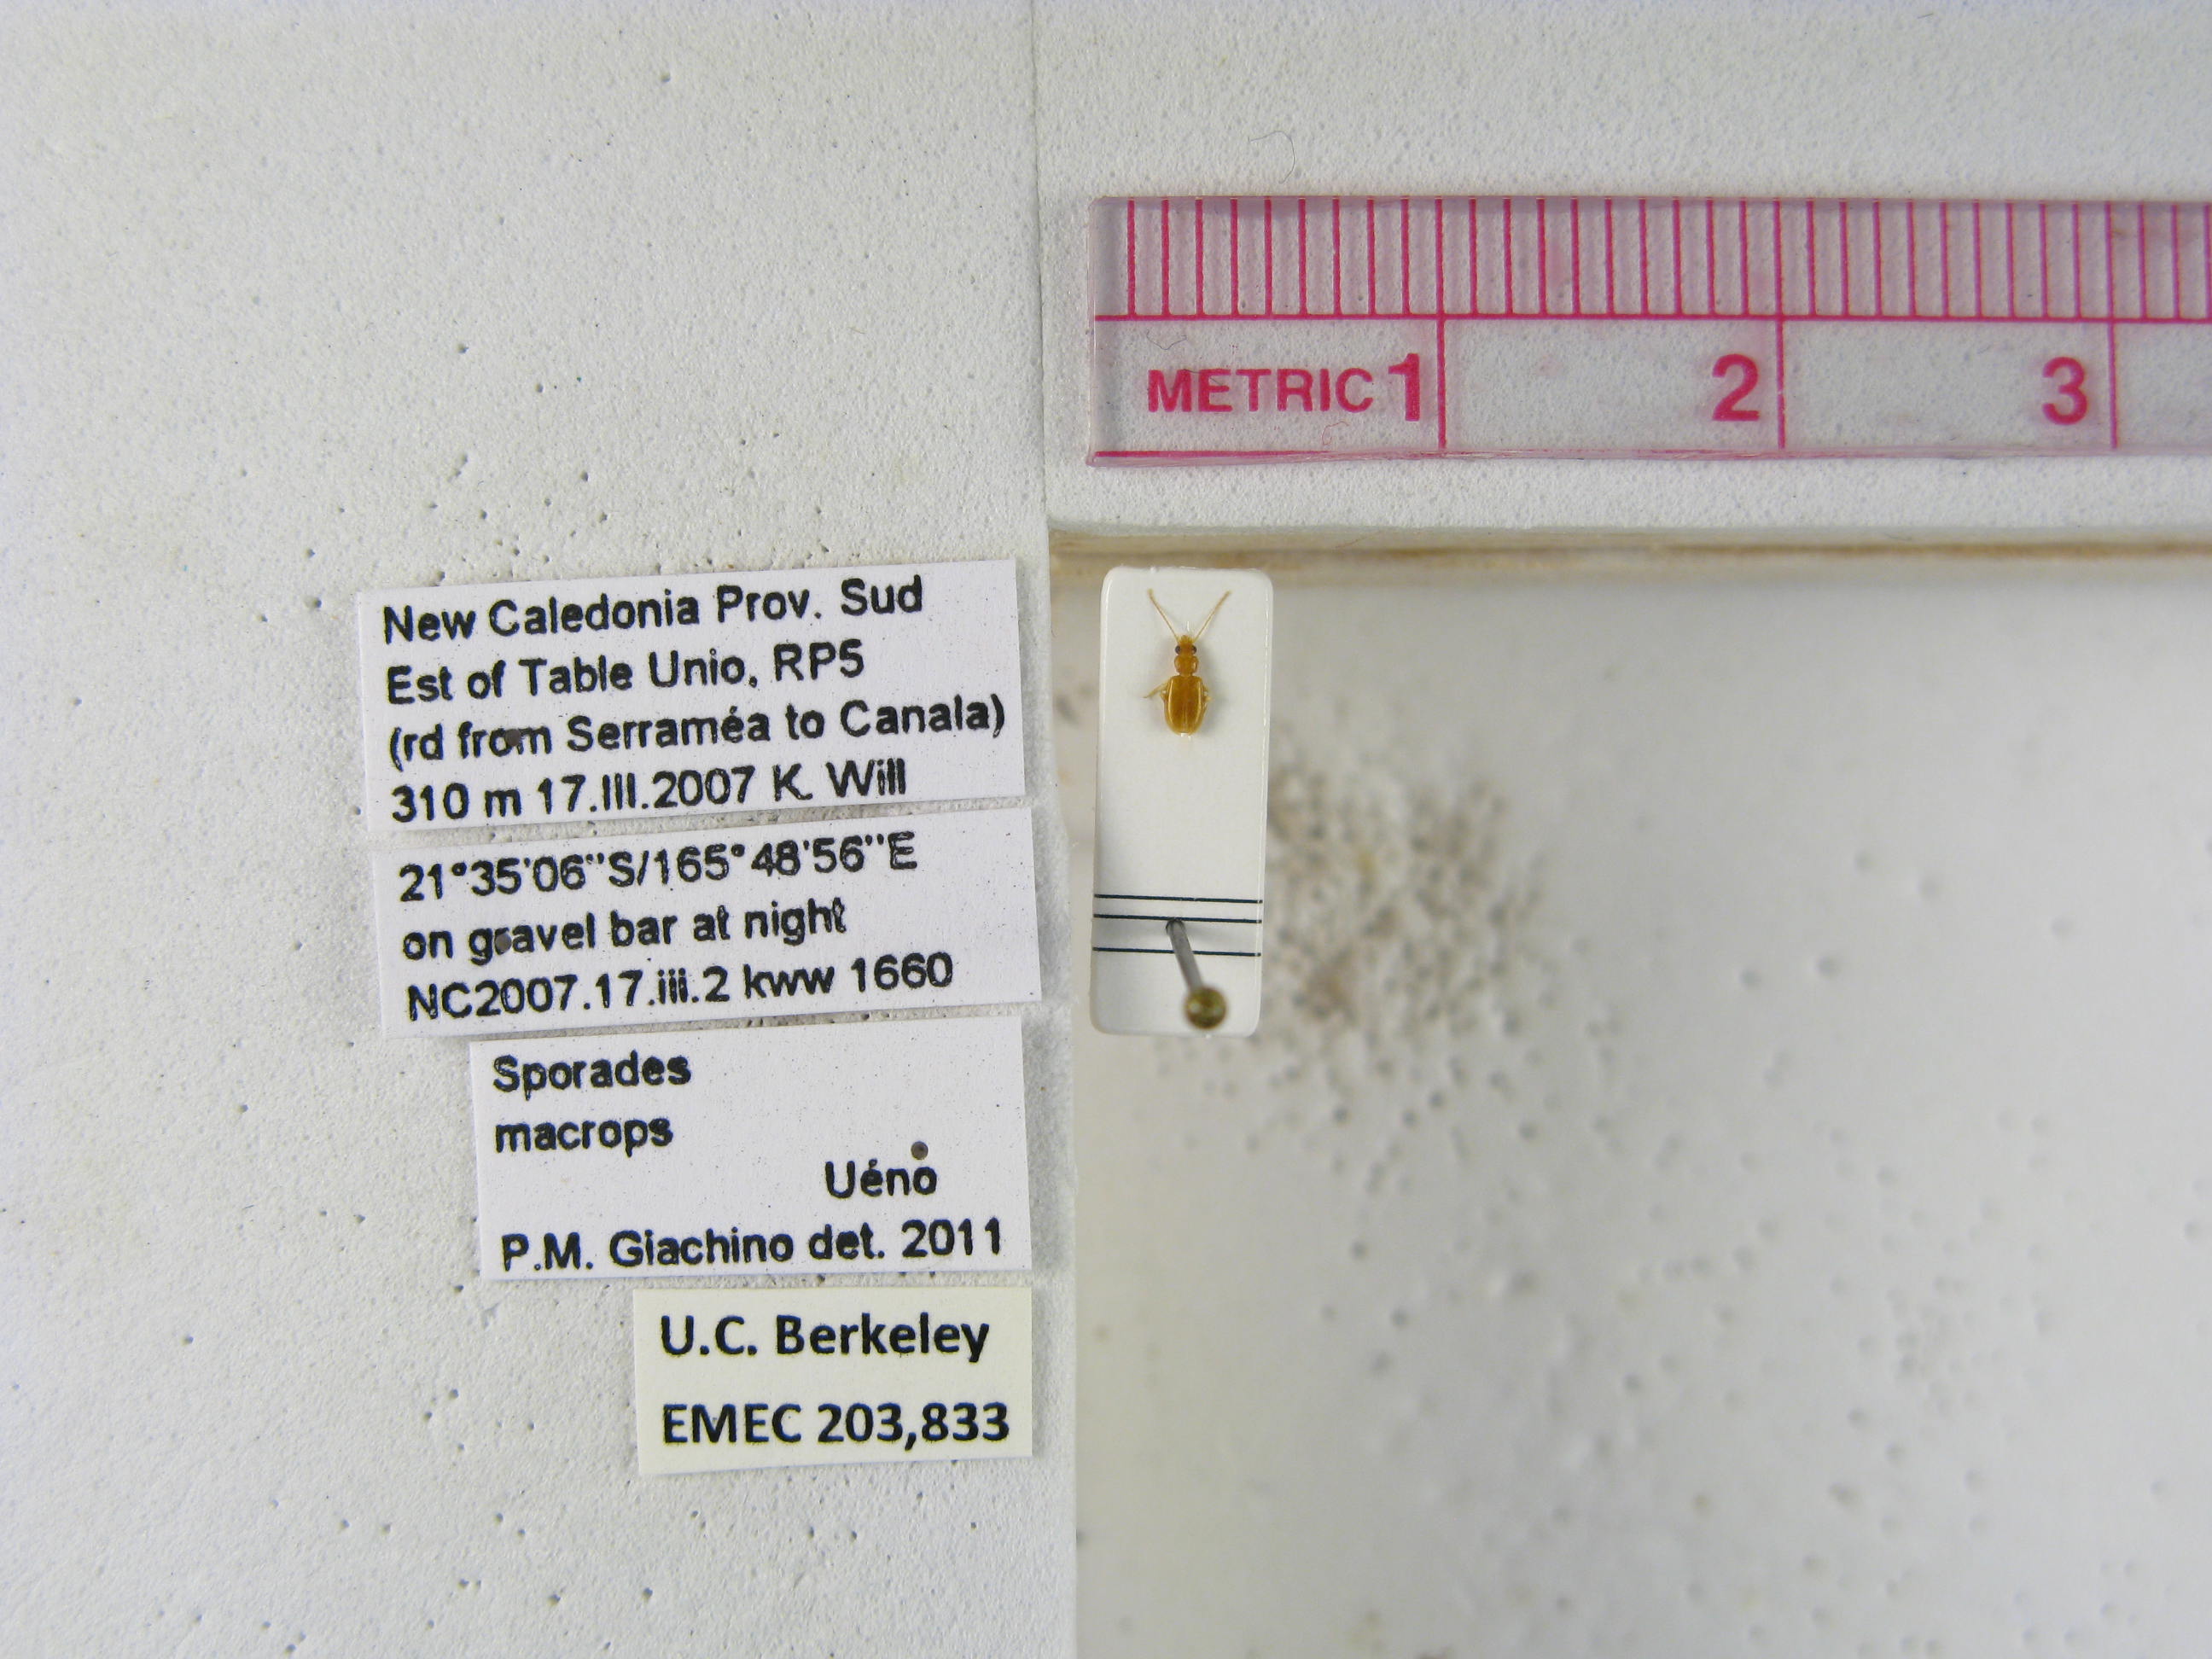 METRIC 1 2 3
New Caledonia Prov. Sud
Est of Table Unio, RP5
(rd from Serraméa to Canala)
310 m 17.III.2007 K. Will
21°35'06''S/165°48'56''E
on gravel bar at night
NC2007.17.iii.2 kww 1660
Sporades
macrops
Uéno
P.M. Giachino det. 2011
U.C. Berkeley
EMEC 203,833